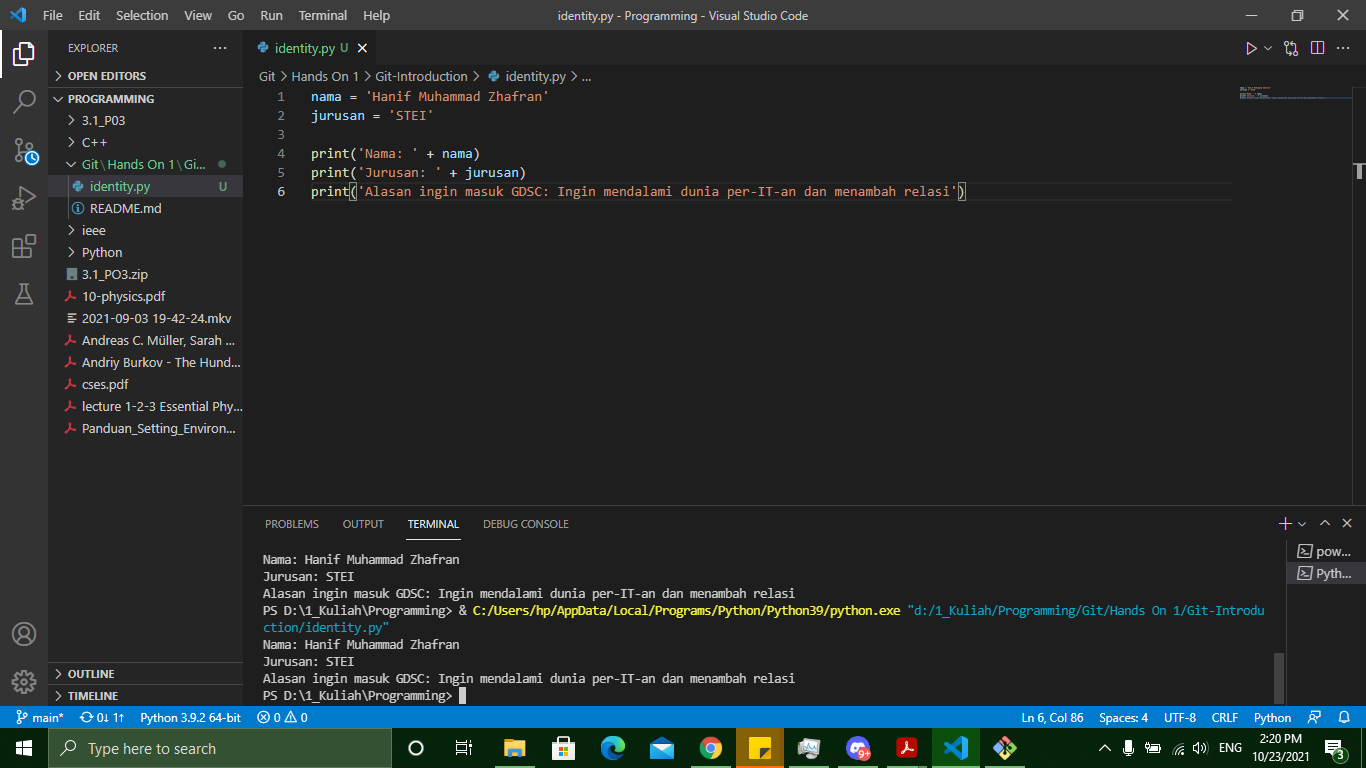 File Edit Selection View Go Run Terminal Help
identity.py - Programming - Visual Studio Code
EXPLORER
OPEN EDITORS
PROGRAMMING
3.1_P03
C++
Git\Hands On 1\Gi...
identity.py U
README.md
ieee
Python
3.1_PO3.zip
10-physics.pdf
2021-09-03 19-42-24.mkv
Andreas C. Müller, Sarah ...
Andriy Burkov - The Hund...
cses.pdf
lecture 1-2-3 Essential Phy...
Panduan_Setting_Environ...
OUTLINE
TIMELINE
identity.py U
Git > Hands On 1 > Git-Introduction > identity.py > ...
1 nama = 'Hanif Muhammad Zhafran'
2 jurusan = 'STEI'
3
4 print('Nama: ' + nama)
5 print('Jurusan: ' + jurusan)
6 print('Alasan ingin masuk GDSC: Ingin mendalami dunia per-IT-an dan menambah relasi')
PROBLEMS OUTPUT TERMINAL DEBUG CONSOLE
Nama: Hanif Muhammad Zhafran
Jurusan: STEI
Alasan ingin masuk GDSC: Ingin mendalami dunia per-IT-an dan menambah relasi
PS D:\1_Kuliah\Programming> & C:/Users/hp/AppData/Local/Programs/Python/Python39/python.exe "d:/1_Kuliah/Programming/Git/Hands On 1/Git-Introdu
ction/identity.py"
Nama: Hanif Muhammad Zhafran
Jurusan: STEI
Alasan ingin masuk GDSC: Ingin mendalami dunia per-IT-an dan menambah relasi
PS D:\1_Kuliah\Programming>
pow...
Pyth...
main* 0↓ 1↑ Python 3.9.2 64-bit 0 0
Ln 6, Col 86 Spaces: 4 UTF-8 CRLF Python
Type here to search
9+
ENG
2:20 PM
10/23/2021
3